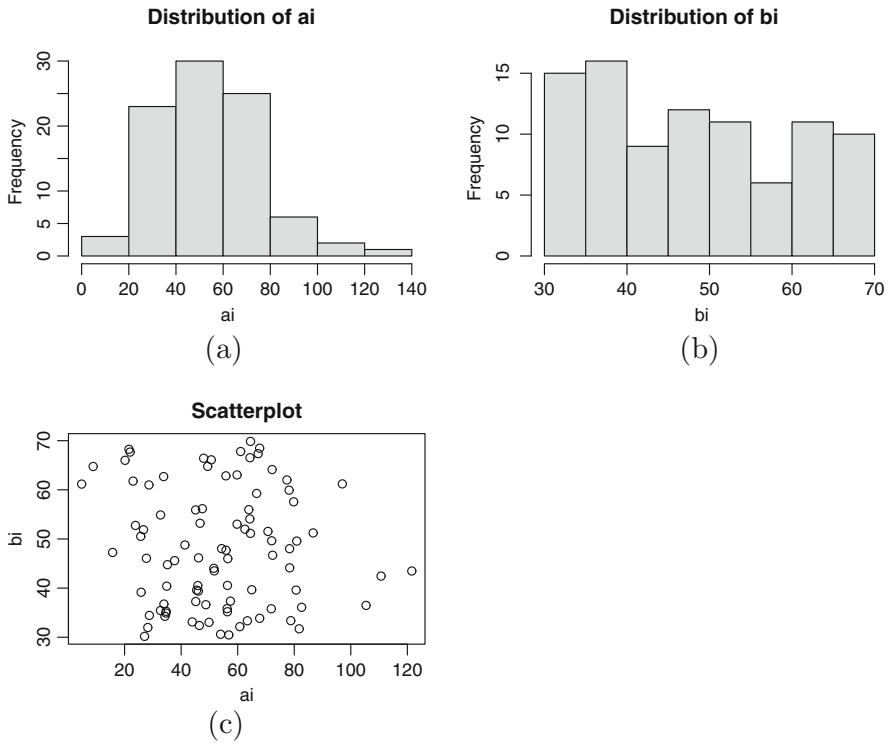 Distribution of ai
Frequency
0 5 10 20 30
0 20 40 60 80 100 120 140
ai
(a)
Distribution of bi
Frequency
0 5 10 15
30 40 50 60 70
bi
(b)
Scatterplot
bi
30 40 50 60 70
20 40 60 80 100 120
ai
(c)